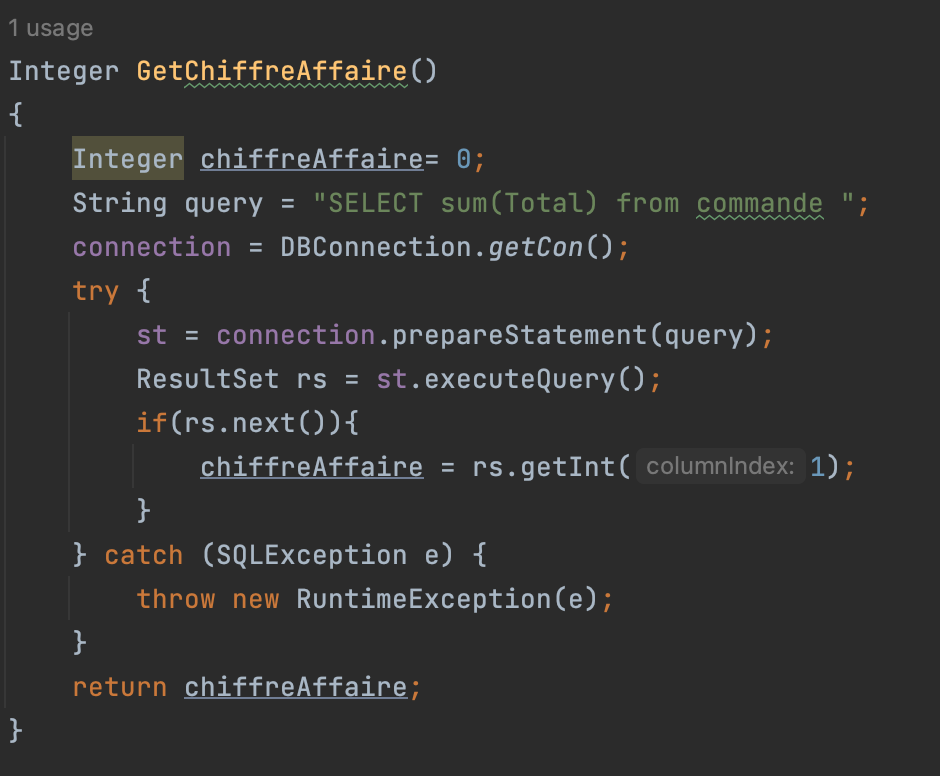 1 usage
Integer GetChiffreAffaire()
{
Integer chiffreAffaire= 0;
String query = "SELECT sum(Total) from commande ";
connection = DBConnection.getCon();
try {
st = connection.prepareStatement(query);
ResultSet rs = st.executeQuery();
if(rs.next()){
chiffreAffaire = rs.getInt( columnIndex: 1);
}
} catch (SQLException e) {
throw new RuntimeException(e);
}
return chiffreAffaire;
}